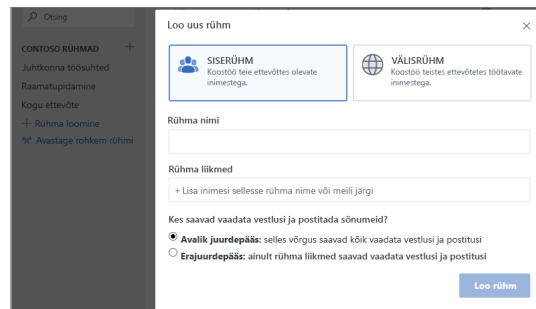 Otsing
CONTOSO RÜHMAD
Juhtkonna töösuhted
Raamatupidamine
Kogu ettevõte
+ Rühma loomine
Avastage rohkem rühmi
Loo uus rühm
SISERÜHM
Koostöö teie ettevõttes olevate
inimestega.
VÄLISRÜHM
Koostöö teistes ettevõtetes töötavate
inimestega.
Rühma nimi
Rühma liikmed
+ Lisa inimesi sellesse rühma nime või meili järgi
Kes saavad vaadata vestlusi ja postitada sõnumeid?
Avalik juurdepääs: selles võrgus saavad kõik vaadata vestlusi ja postitusi
Erajuurdepääs: ainult rühma liikmed saavad vaadata vestlusi ja postitusi
Loo rühm